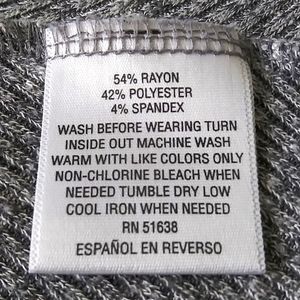 54% RAYON
42% POLYESTER
4% SPANDEX
WASH BEFORE WEARING TURN
INSIDE OUT MACHINE WASH
WARM WITH LIKE COLORS ONLY
NON-CHLORINE BLEACH WHEN
NEEDED TUMBLE DRY LOW
COOL IRON WHEN NEEDED
RN 51638
ESPAÑOL EN REVERSO